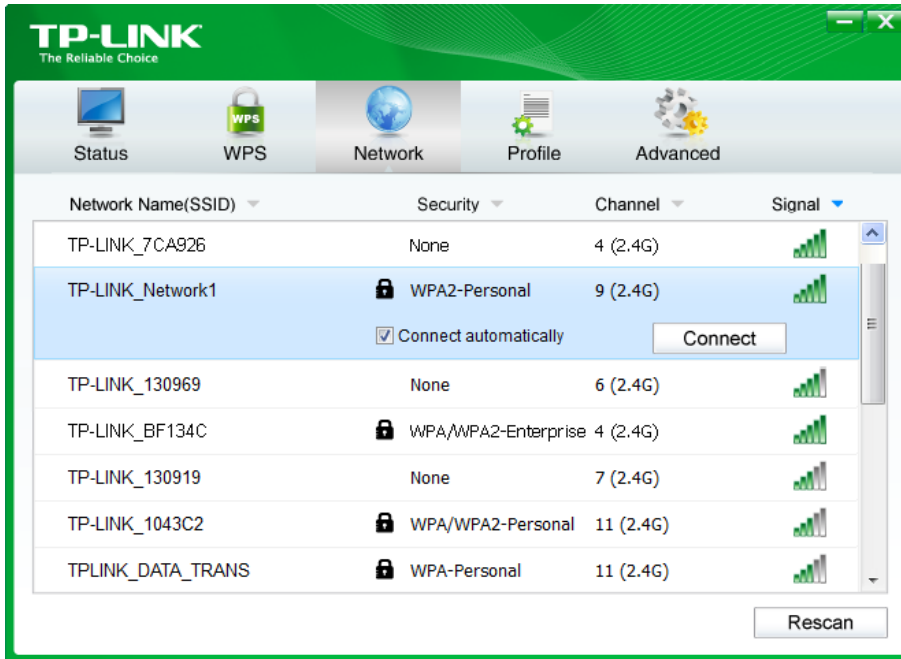 TP-LINK
The Reliable Choice
WPS
Status WPS Network Profile Advanced
Network Name(SSID) Security Channel Signal
TP-LINK_7CA926 None 4 (2.4G)
TP-LINK_Network1 WPA2-Personal 9 (2.4G)
Connect automatically Connect
TP-LINK_130969 None 6 (2.4G)
TP-LINK_BF134C WPA/WPA2-Enterprise 4 (2.4G)
TP-LINK_130919 None 7 (2.4G)
TP-LINK_1043C2 WPA/WPA2-Personal 11 (2.4G)
TPLINK_DATA_TRANS WPA-Personal 11 (2.4G)
Rescan